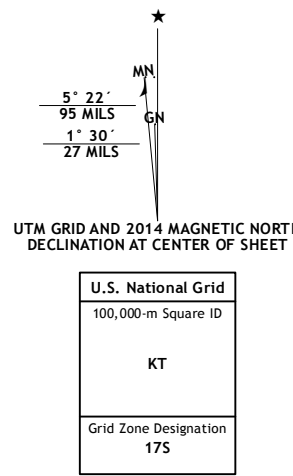 ★
MN
5° 22´
95 MILS
GN
1° 30´
27 MILS
UTM GRID AND 2014 MAGNETIC NORT
DECLINATION AT CENTER OF SHEET
U.S. National Grid
100,000-m Square ID
KT
Grid Zone Designation
17S